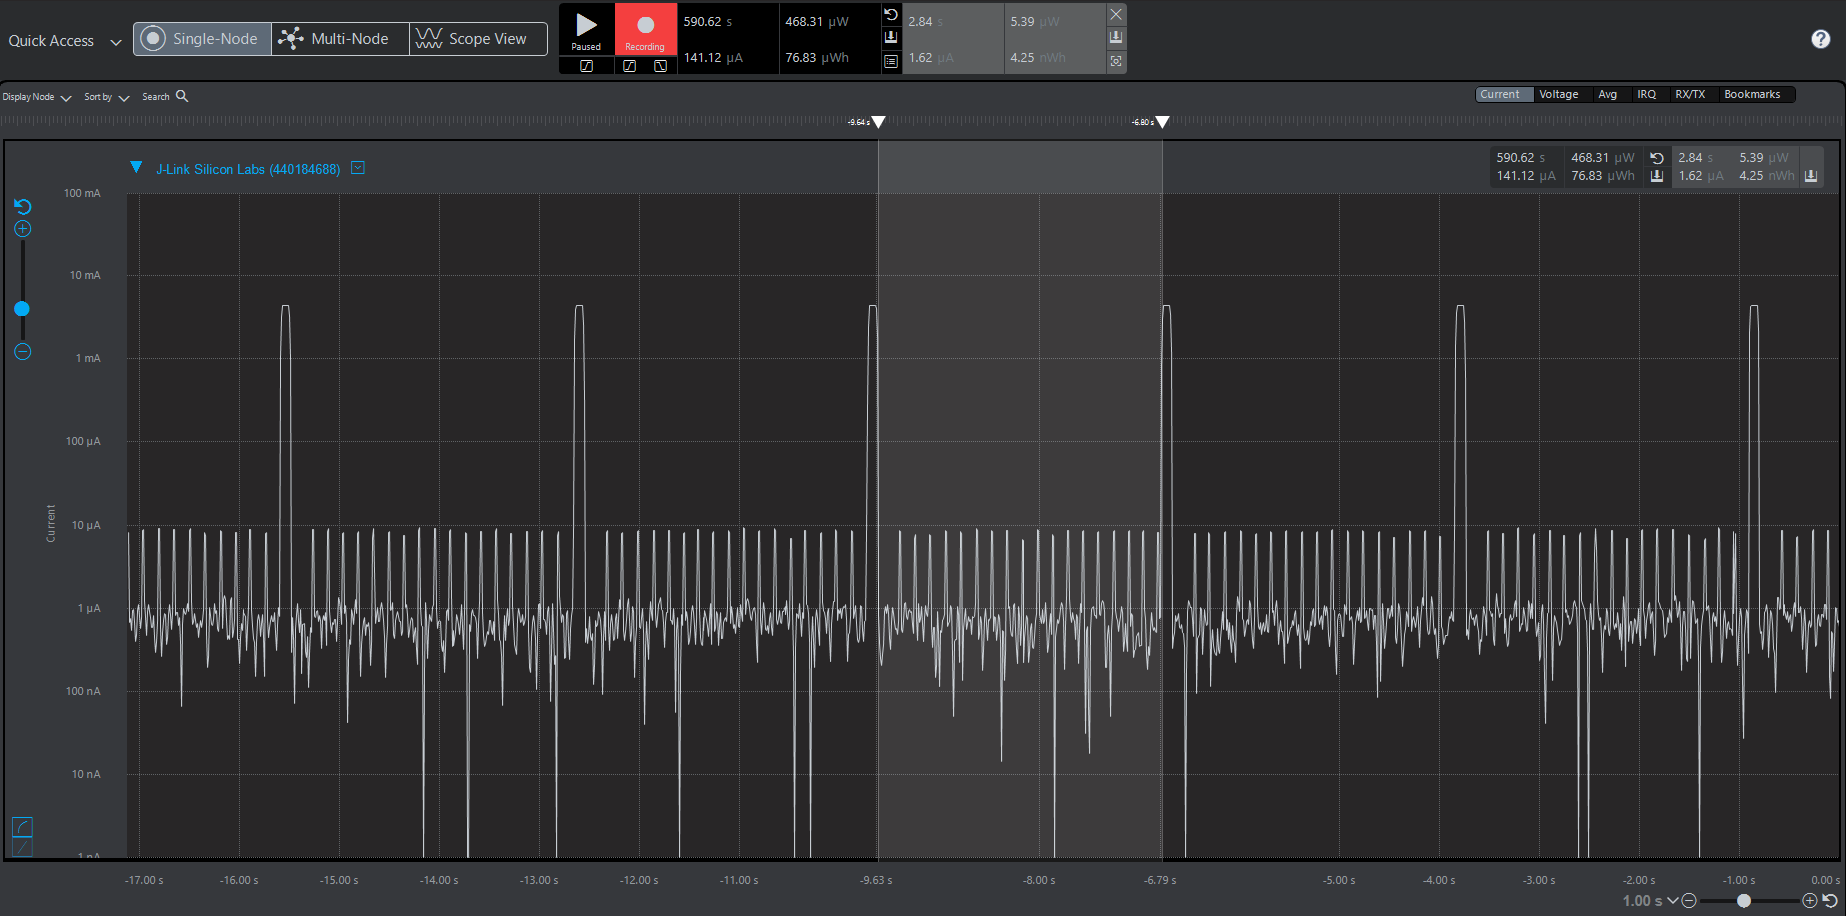 Quick Access
Single-Node
Multi-Node
Scope View
Paused
Recording
590.62 s 468.31 µW
141.12 µA 76.83 µWh
2.84 s 5.39 µW
1.62 µA 4.25 nWh
Display Node Sort by Search
Current Voltage Avg IRQ RX/TX Bookmarks
-9.64 s -6.80 s
J-Link Silicon Labs (440184688)
590.62 s 468.31 µW 2.84 s 5.39 µW
141.12 µA 76.83 µWh 1.62 µA 4.25 nWh
100 mA
10 mA
1 mA
100 µA
10 µA
Current
1 µA
100 nA
10 nA
1 nA
-17.00 s -16.00 s -15.00 s -14.00 s -13.00 s -12.00 s -11.00 s -9.63 s -8.00 s -6.79 s -5.00 s -4.00 s -3.00 s -2.00 s -1.00 s 0.00 s
1.00 s